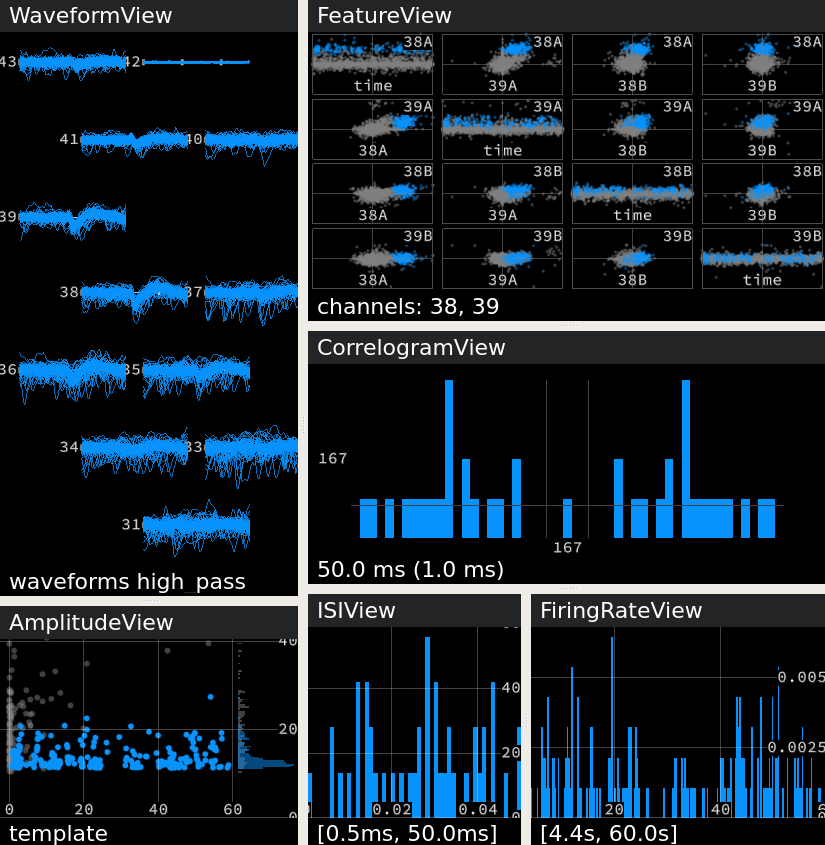 WaveformView
43
42
41
40
39
38
37
36
35
34
33
31
waveforms high_pass
FeatureView
38A 38A 38A 38A
time 39A 38B 39B
39A 39A 39A 39A
38A time 38B 39B
38B 38B 38B 38B
38A 39A time 39B
39B 39B 39B 39B
38A 39A 38B time
channels: 38, 39
CorrelogramView
167
167
50.0 ms (1.0 ms)
AmplitudeView
40
20
0
0 20 40 60
template
ISIView
40
20
0
0.02 0.04
[0.5ms, 50.0ms]
FiringRateView
0.005
0.0025
20 40
[4.4s, 60.0s]